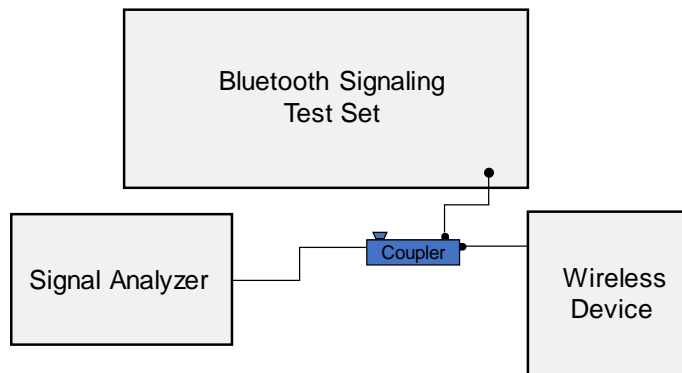 Bluetooth Signaling
Test Set
Signal Analyzer
Coupler
Wireless
Device